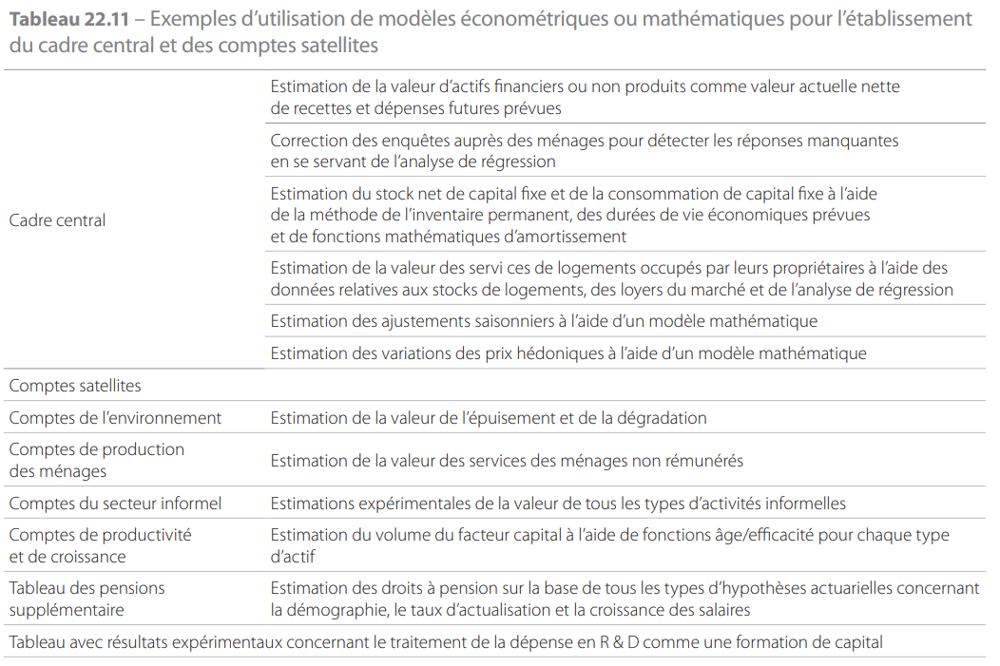 Tableau 22.11 – Exemples d’utilisation de modèles économétriques ou mathématiques pour l’établissement
du cadre central et des comptes satellites
Cadre central
Estimation de la valeur d’actifs financiers ou non produits comme valeur actuelle nette
de recettes et dépenses futures prévues
Correction des enquêtes auprès des ménages pour détecter les réponses manquantes
en se servant de l’analyse de régression
Estimation du stock net de capital fixe et de la consommation de capital fixe à l’aide
de la méthode de l’inventaire permanent, des durées de vie économiques prévues
et de fonctions mathématiques d’amortissement
Estimation de la valeur des servi ces de logements occupés par leurs propriétaires à l’aide des
données relatives aux stocks de logements, des loyers du marché et de l’analyse de régression
Estimation des ajustements saisonniers à l’aide d’un modèle mathématique
Estimation des variations des prix hédoniques à l’aide d’un modèle mathématique
Comptes satellites
Comptes de l’environnement
Estimation de la valeur de l’épuisement et de la dégradation
Comptes de production
des ménages
Estimation de la valeur des services des ménages non rémunérés
Comptes du secteur informel
Estimations expérimentales de la valeur de tous les types d’activités informelles
Comptes de productivité
et de croissance
Estimation du volume du facteur capital à l’aide de fonctions âge/efficacité pour chaque type
d’actif
Tableau des pensions
supplémentaire
Estimation des droits à pension sur la base de tous les types d’hypothèses actuarielles concernant
la démographie, le taux d’actualisation et la croissance des salaires
Tableau avec résultats expérimentaux concernant le traitement de la dépense en R & D comme une formation de capital